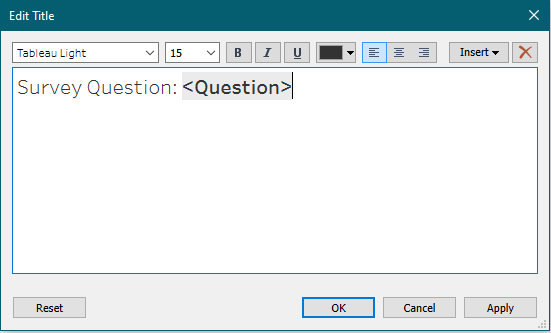 Edit Title
Tableau Light 15 B I U Insert
Survey Question: <Question>
Reset OK Cancel Apply